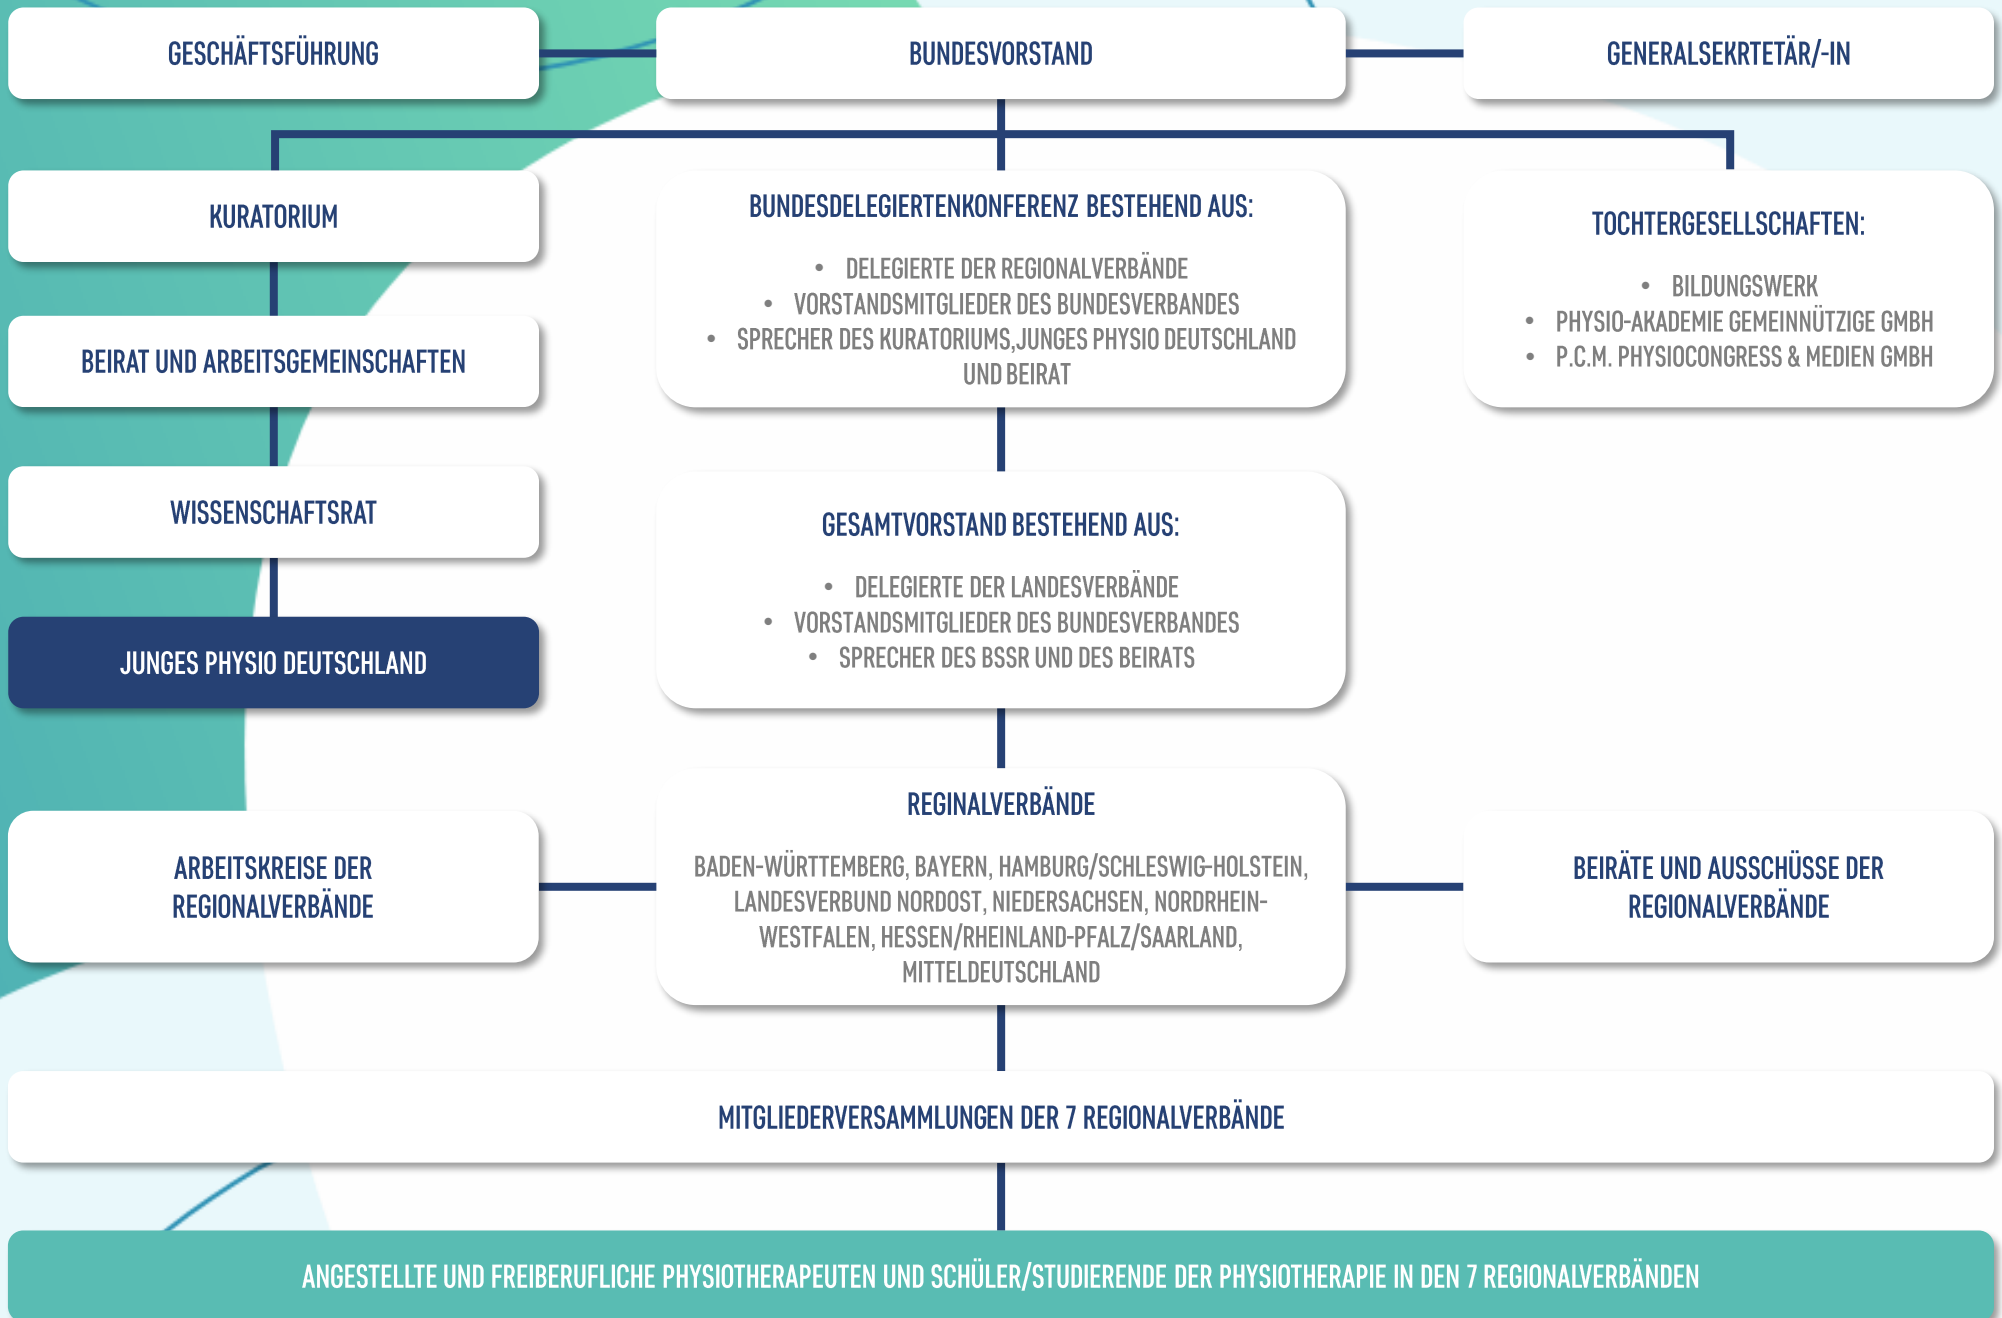 GESCHÄFTSFÜHRUNG
BUNDESVORSTAND
GENERALSEKRTETÄR/-IN
KURATORIUM
BEIRAT UND ARBEITSGEMEINSCHAFTEN
WISSENSCHAFTSRAT
JUNGES PHYSIO DEUTSCHLAND
BUNDESDELEGIERTENKONFERENZ BESTEHEND AUS:
• DELEGIERTE DER REGIONALVERBÄNDE
• VORSTANDSMITGLIEDER DES BUNDESVERBANDES
• SPRECHER DES KURATORIUMS,JUNGES PHYSIO DEUTSCHLAND
UND BEIRAT
TOCHTERGESELLSCHAFTEN:
• BILDUNGSWERK
• PHYSIO-AKADEMIE GEMEINNÜTZIGE GMBH
• P.C.M. PHYSIOCONGRESS & MEDIEN GMBH
GESAMTVORSTAND BESTEHEND AUS:
• DELEGIERTE DER LANDESVERBÄNDE
• VORSTANDSMITGLIEDER DES BUNDESVERBANDES
• SPRECHER DES BSSR UND DES BEIRATS
ARBEITSKREISE DER
REGIONALVERBÄNDE
REGINALVERBÄNDE
BADEN-WÜRTTEMBERG, BAYERN, HAMBURG/SCHLESWIG-HOLSTEIN,
LANDESVERBUND NORDOST, NIEDERSACHSEN, NORDRHEIN-
WESTFALEN, HESSEN/RHEINLAND-PFALZ/SAARLAND,
MITTELDEUTSCHLAND
BEIRÄTE UND AUSSCHÜSSE DER
REGIONALVERBÄNDE
MITGLIEDERVERSAMMLUNGEN DER 7 REGIONALVERBÄNDE
ANGESTELLTE UND FREIBERUFLICHE PHYSIOTHERAPEUTEN UND SCHÜLER/STUDIERENDE DER PHYSIOTHERAPIE IN DEN 7 REGIONALVERBÄNDEN